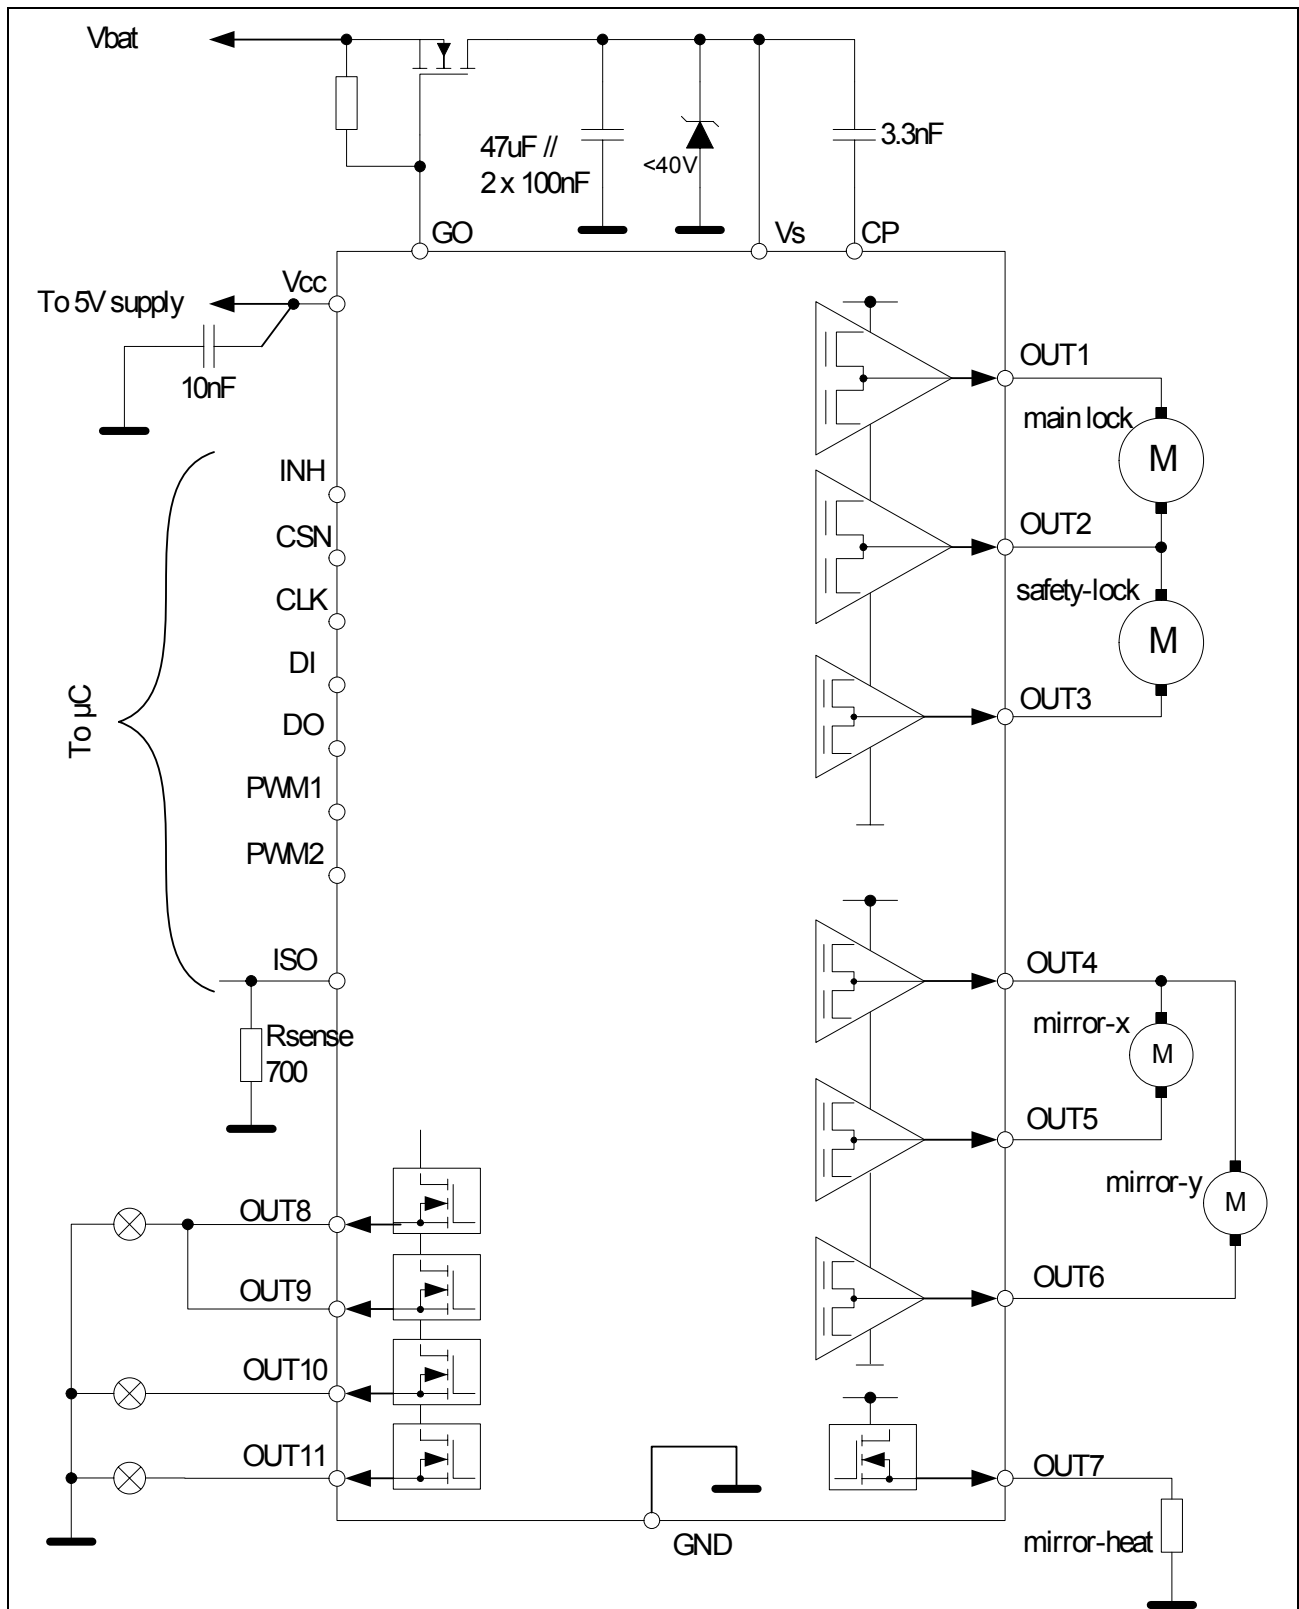 Vbat
47uF //
2 x 100nF
<40V
3.3nF
GO
Vs
CP
Vcc
To 5V supply
10nF
OUT1
main lock
M
INH
CSN
OUT2
CLK
safety-lock
M
DI
OUT3
DO
To µC
PWM1
PWM2
ISO
OUT4
Rsense
700
mirror-x
M
OUT5
mirror-y
M
OUT8
OUT9
OUT6
OUT10
OUT11
OUT7
GND
mirror-heat